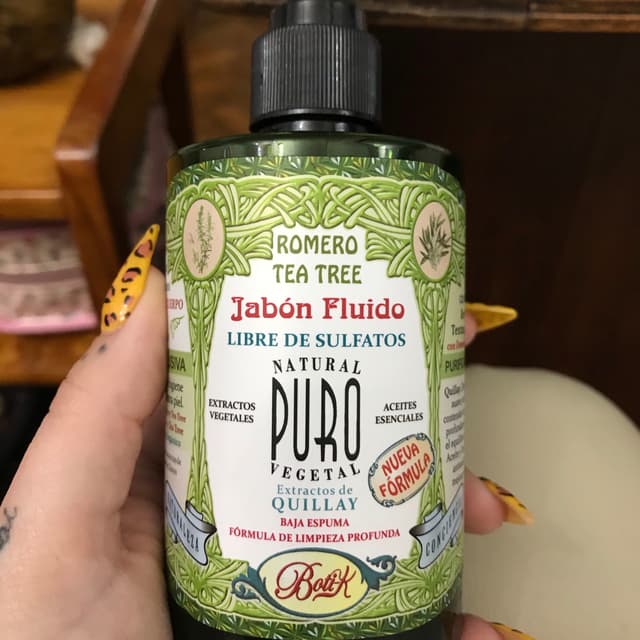 ROMERO
TEA TREE
Jabón Fluido
LIBRE DE SULFATOS
NATURAL
PURO
VEGETAL
EXTRACTOS
VEGETALES
ACEITES
ESENCIALES
NUEVA
FÓRMULA
Extractos de
QUILLAY
BAJA ESPUMA
FÓRMULA DE LIMPIEZA PROFUNDA
BotiK